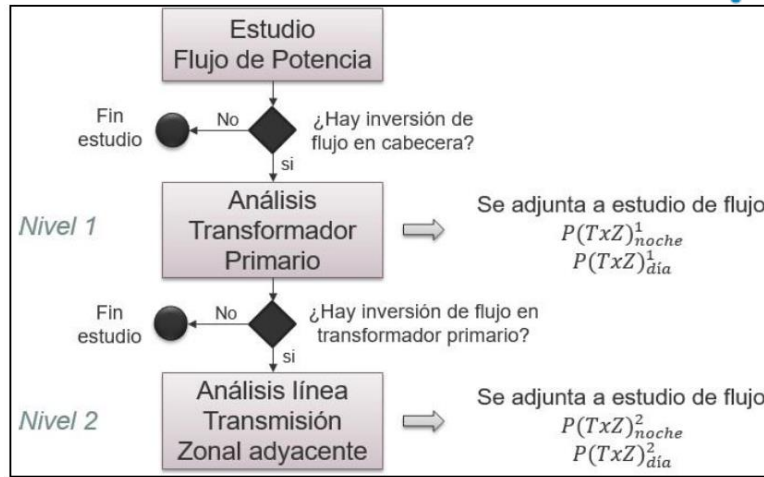 Estudio
Flujo de Potencia
Fin
estudio
No
¿Hay inversión de
flujo en cabecera?
si
Nivel 1
Análisis
Transformador
Primario
Se adjunta a estudio de flujo
P(TxZ)¹noche
P(TxZ)¹día
Fin
estudio
No
¿Hay inversión de flujo en
transformador primario?
si
Nivel 2
Análisis línea
Transmisión
Zonal adyacente
Se adjunta a estudio de flujo
P(TxZ)²noche
P(TxZ)²día